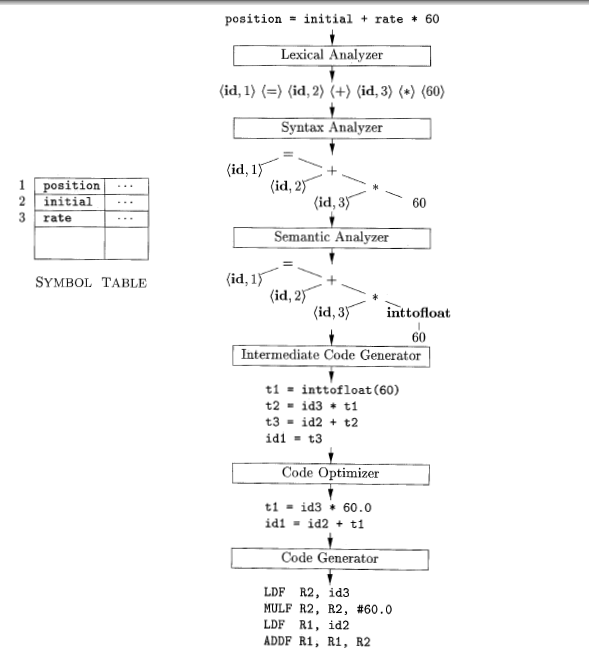 position = initial + rate * 60
Lexical Analyzer
⟨id, 1⟩ ⟨=⟩ ⟨id, 2⟩ ⟨+⟩ ⟨id, 3⟩ ⟨*⟩ ⟨60⟩
Syntax Analyzer
=
⟨id, 1⟩ +
⟨id, 2⟩ *
⟨id, 3⟩ 60
1 position ...
2 initial ...
3 rate ...
SYMBOL TABLE
Semantic Analyzer
=
⟨id, 1⟩ +
⟨id, 2⟩ *
⟨id, 3⟩ inttofloat
60
Intermediate Code Generator
t1 = inttofloat(60)
t2 = id3 * t1
t3 = id2 + t2
id1 = t3
Code Optimizer
t1 = id3 * 60.0
id1 = id2 + t1
Code Generator
LDF R2, id3
MULF R2, R2, #60.0
LDF R1, id2
ADDF R1, R1, R2